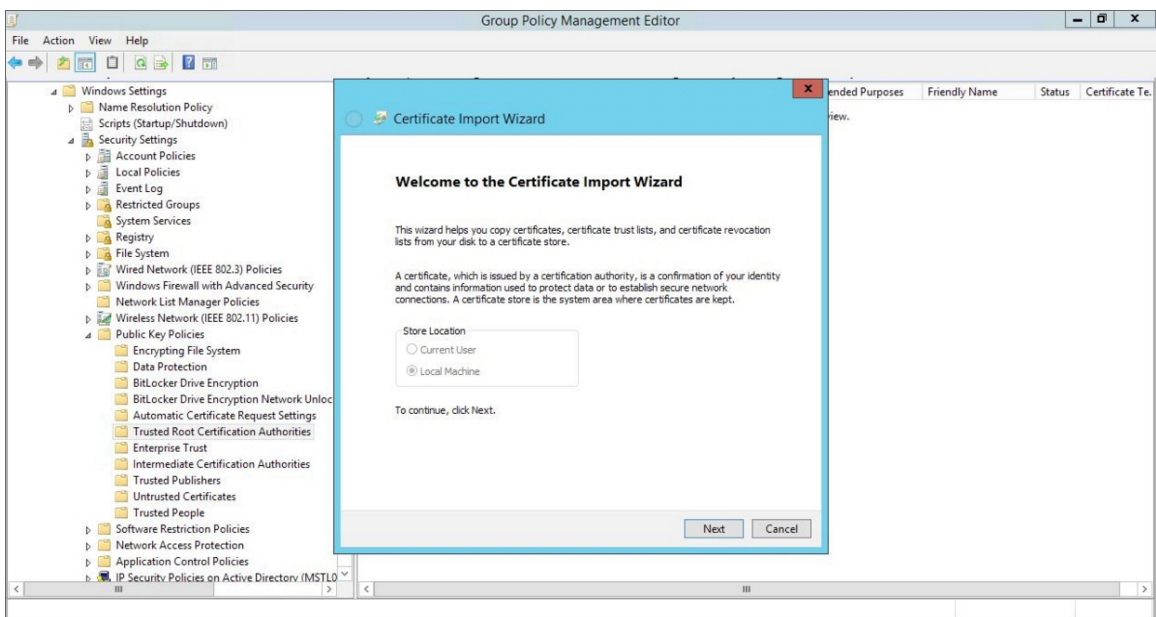 Group Policy Management Editor
File Action View Help
Windows Settings
Name Resolution Policy
Scripts (Startup/Shutdown)
Security Settings
Account Policies
Local Policies
Event Log
Restricted Groups
System Services
Registry
File System
Wired Network (IEEE 802.3) Policies
Windows Firewall with Advanced Security
Network List Manager Policies
Wireless Network (IEEE 802.11) Policies
Public Key Policies
Encrypting File System
Data Protection
BitLocker Drive Encryption
BitLocker Drive Encryption Network Unloc
Automatic Certificate Request Settings
Trusted Root Certification Authorities
Enterprise Trust
Intermediate Certification Authorities
Trusted Publishers
Untrusted Certificates
Trusted People
Software Restriction Policies
Network Access Protection
Application Control Policies
IP Security Policies on Active Directory (MSTLO
Certificate Import Wizard
Welcome to the Certificate Import Wizard
This wizard helps you copy certificates, certificate trust lists, and certificate revocation
lists from your disk to a certificate store.
A certificate, which is issued by a certification authority, is a confirmation of your identity
and contains information used to protect data or to establish secure network
connections. A certificate store is the system area where certificates are kept.
Store Location
Current User
Local Machine
To continue, click Next.
Next Cancel
ended Purposes Friendly Name Status Certificate Te.
view.